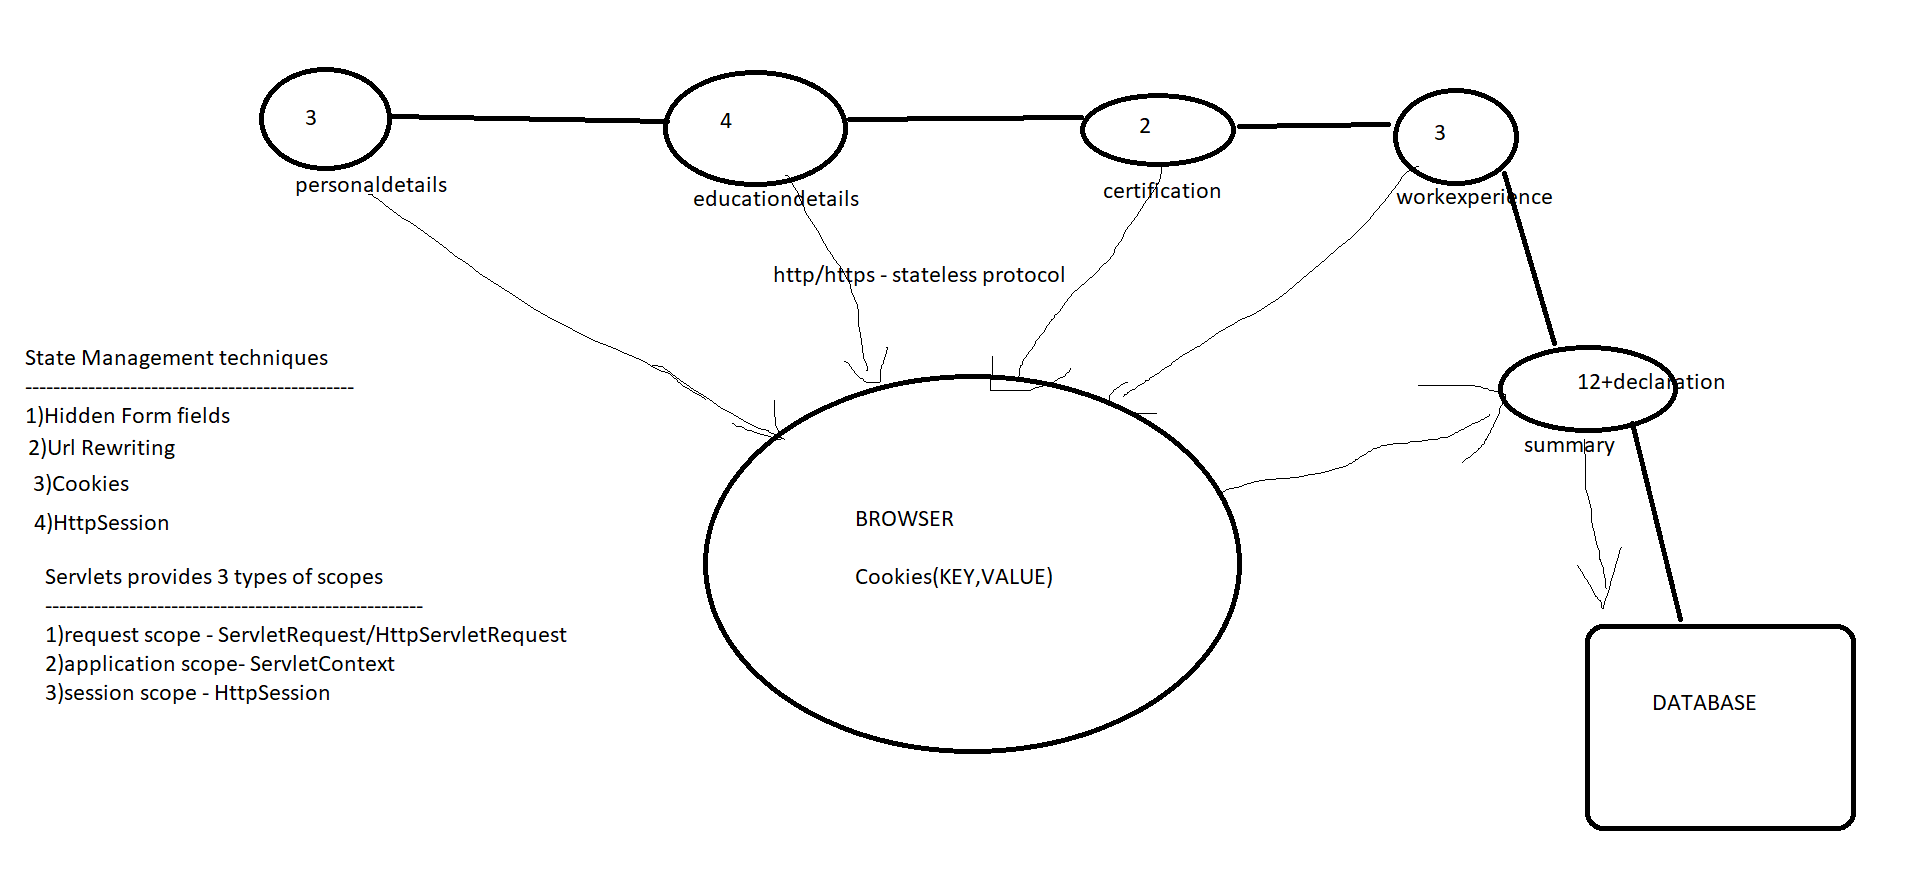 3
4
2
3
personaldetails
educationdetails
certification
workexperience
http/https - stateless protocol
12+declaration
summary
State Management techniques
-----------------------------------------------
1)Hidden Form fields
2)Url Rewriting
3)Cookies
4)HttpSession
BROWSER
Cookies(KEY,VALUE)
Servlets provides 3 types of scopes
------------------------------------------------------
1)request scope - ServletRequest/HttpServletRequest
2)application scope- ServletContext
3)session scope - HttpSession
DATABASE